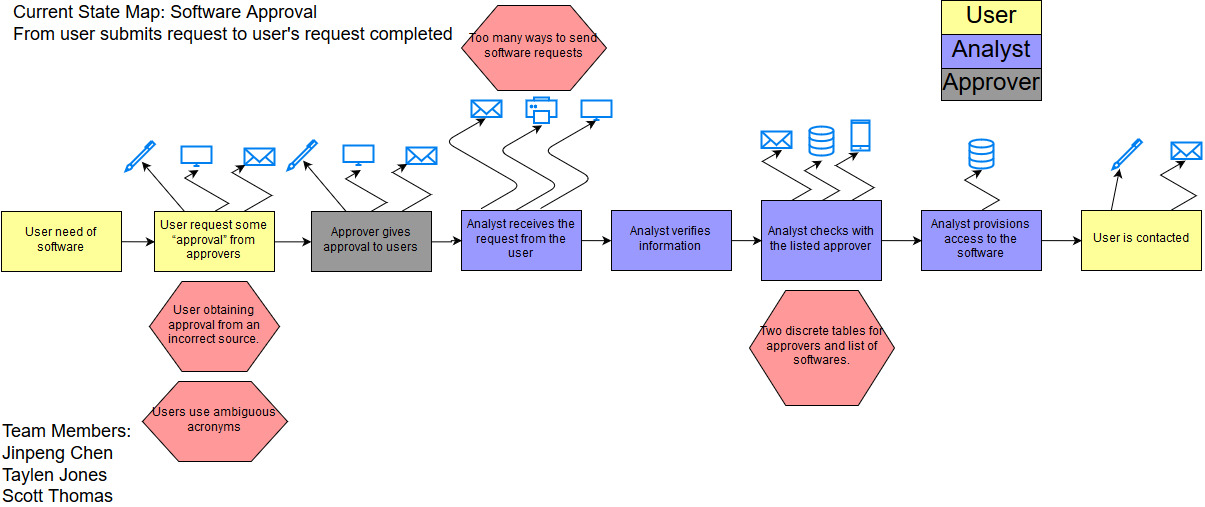 Current State Map: Software Approval
From user submits request to user's request completed
Too many ways to send
software requests
User
Analyst
Approver
User need of
software
User request some
“approval” from
approvers
Approver gives
approval to users
Analyst receives the
request from the
user
Analyst verifies
information
Analyst checks with
the listed approver
Analyst provisions
access to the
software
User is contacted
User obtaining
approval from an
incorrect source.
Users use ambiguous
acronyms
Two discrete tables for
approvers and list of
softwares.
Team Members:
Jinpeng Chen
Taylen Jones
Scott Thomas